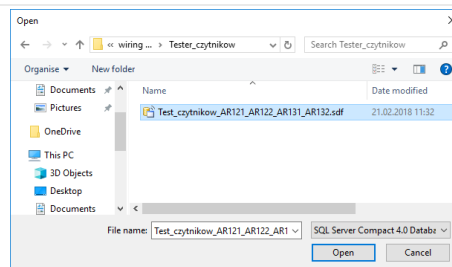 Open
« wiring ... > Tester_czytnikow
Search Tester_czytnikow
Organise
New folder
Documents
Pictures
OneDrive
This PC
3D Objects
Desktop
Documents
Name
Date modified
Test_czytnikow_AR121_AR122_AR131_AR132.sdf
21.02.2018 11:32
File name:
Test_czytnikow_AR121_AR122_AR1
SQL Server Compact 4.0 Databa
Open
Cancel